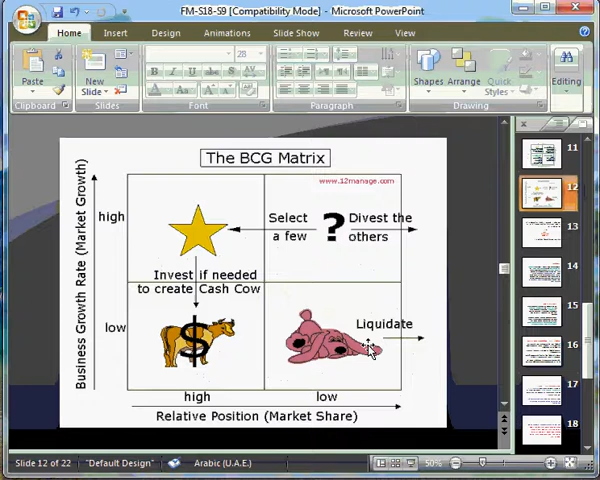 FM-S18-S9 [Compatibility Mode] - Microsoft PowerPoint
Home Insert Design Animations Slide Show Review View
Paste New Slide 28 Shapes Arrange Quick Styles Editing
B I U abc S AV
Aa A A
Clipboard Slides Font Paragraph Drawing
The BCG Matrix
www.12manage.com
Business Growth Rate (Market Growth)
high
Select a few
?
Divest the others
Invest if needed
to create Cash Cow
low
$
Liquidate
high low
Relative Position (Market Share)
11
12
13
14
15
16
17
18
Slide 12 of 22 "Default Design" Arabic (U.A.E.) 50%